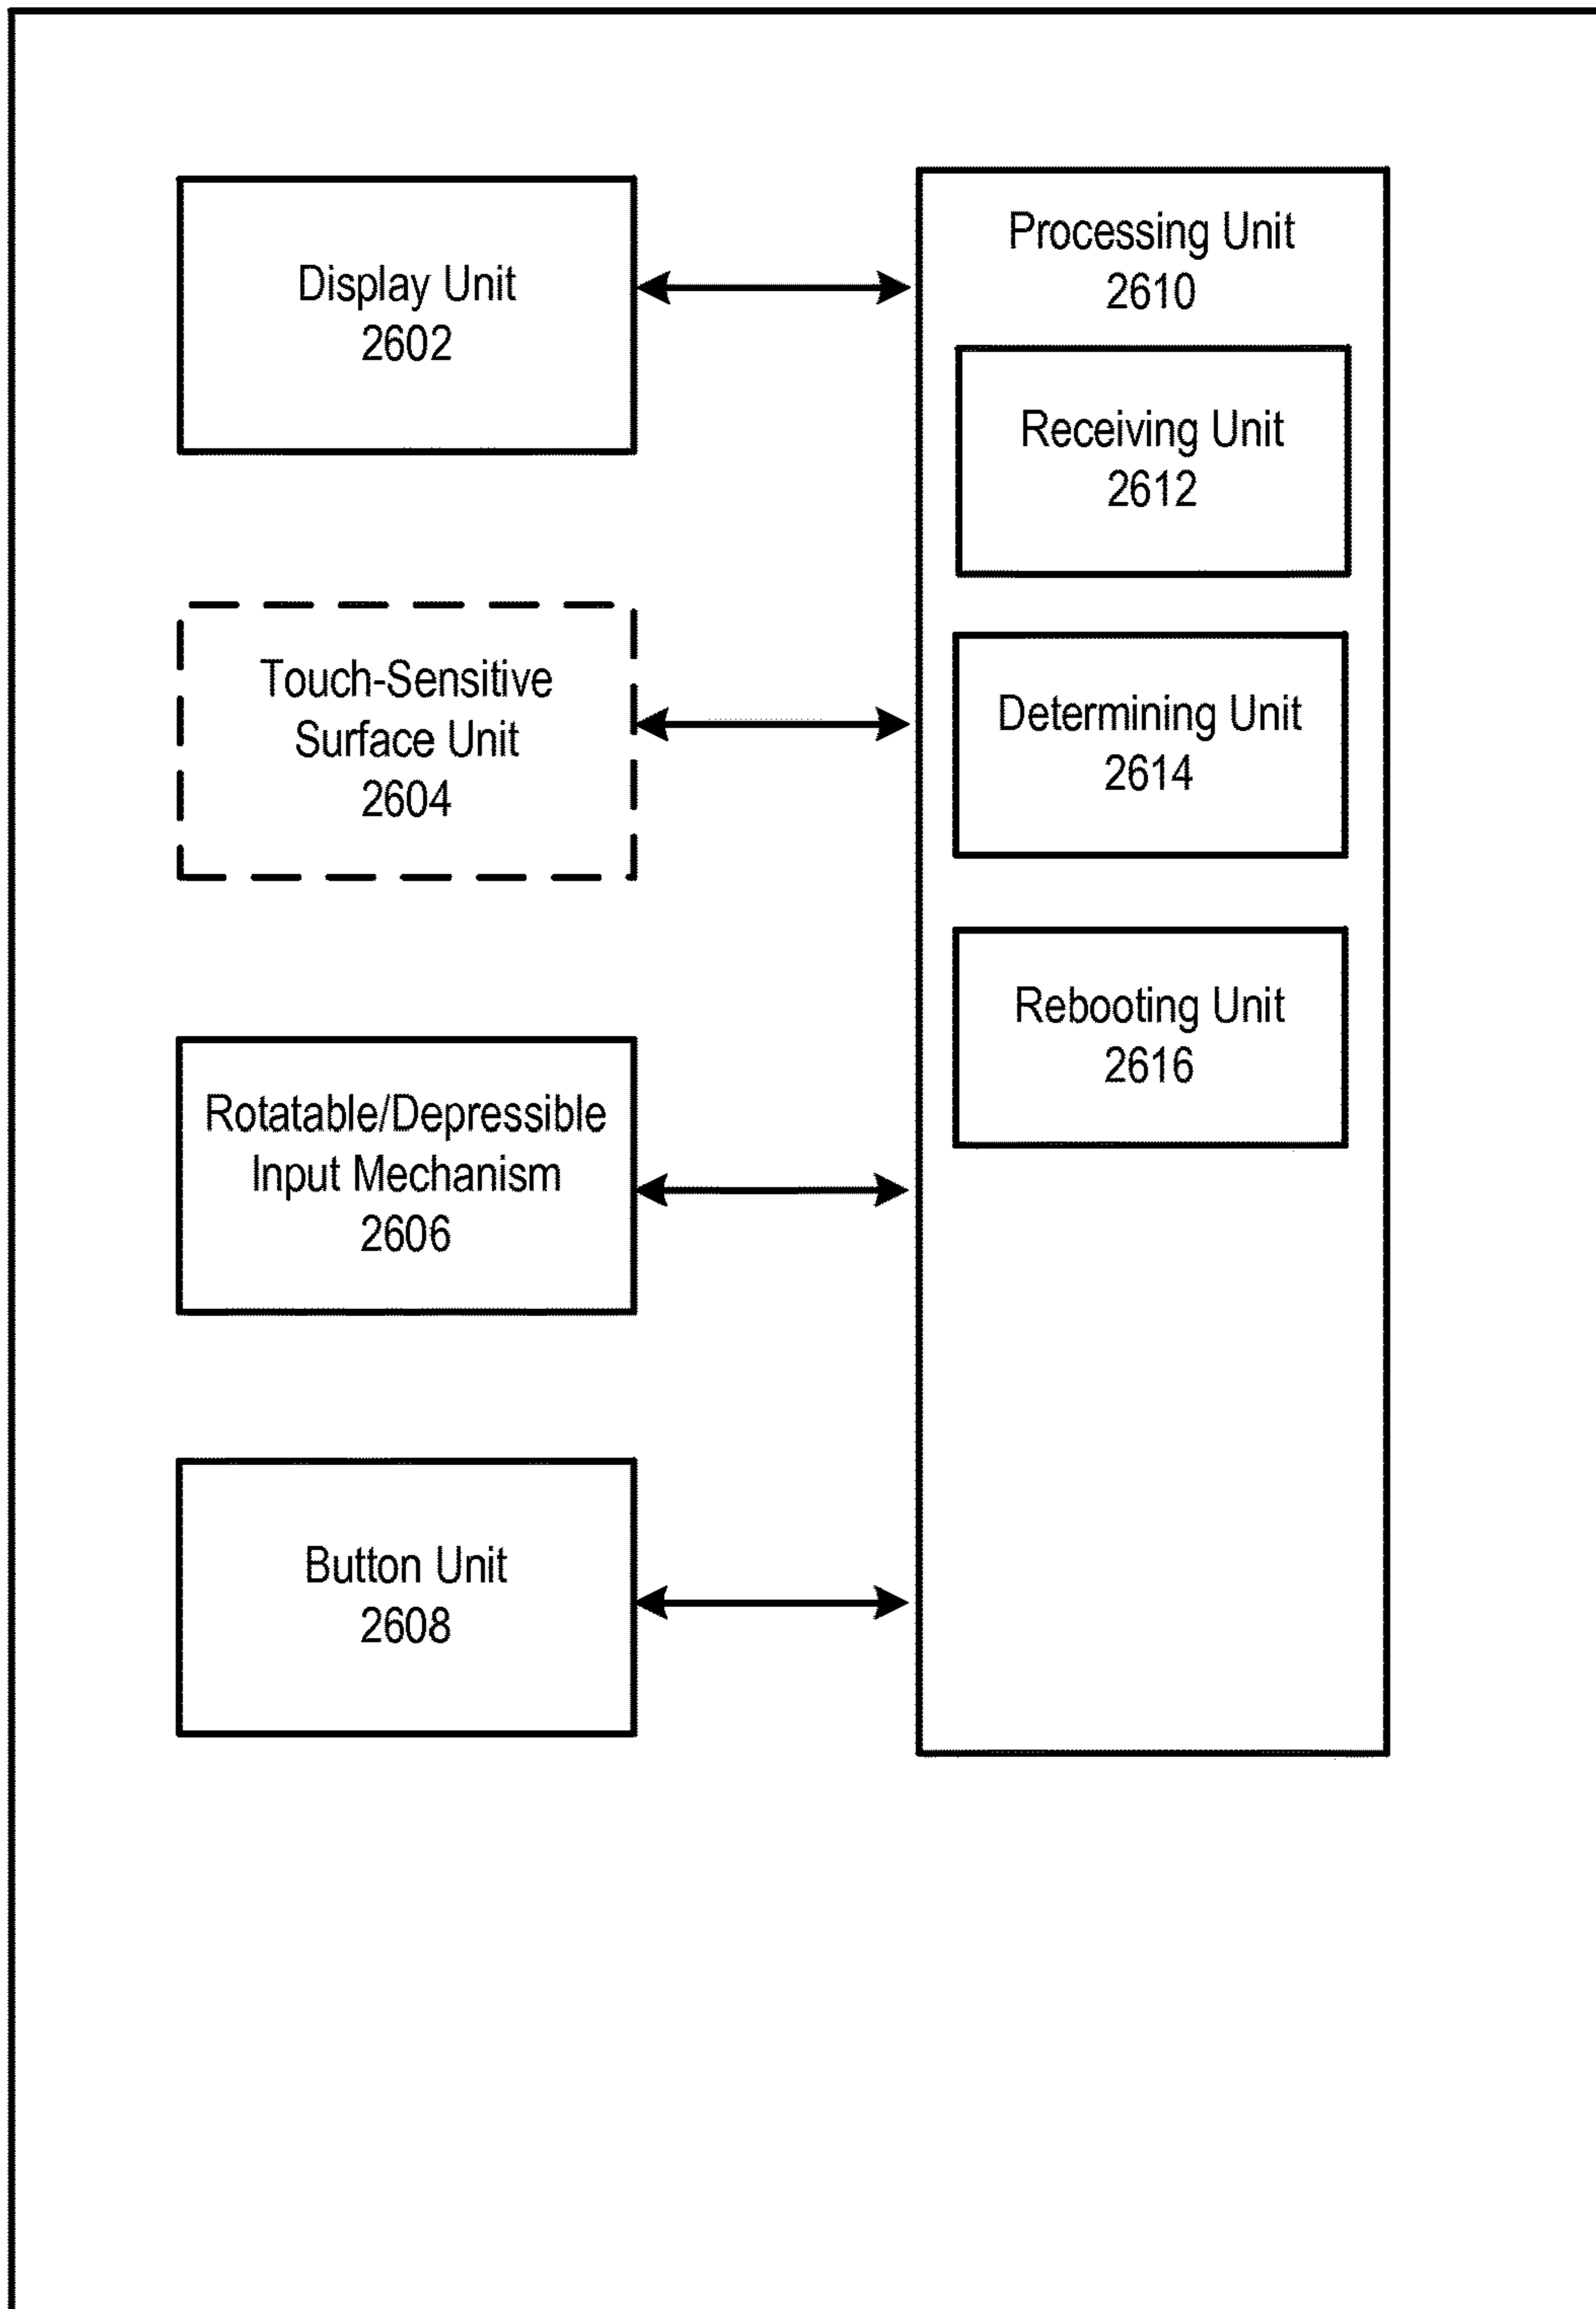 Display Unit
2602
Touch-Sensitive
Surface Unit
2604
Rotatable/Depressible
Input Mechanism
2606
Button Unit
2608
Processing Unit
2610
Receiving Unit
2612
Determining Unit
2614
Rebooting Unit
2616